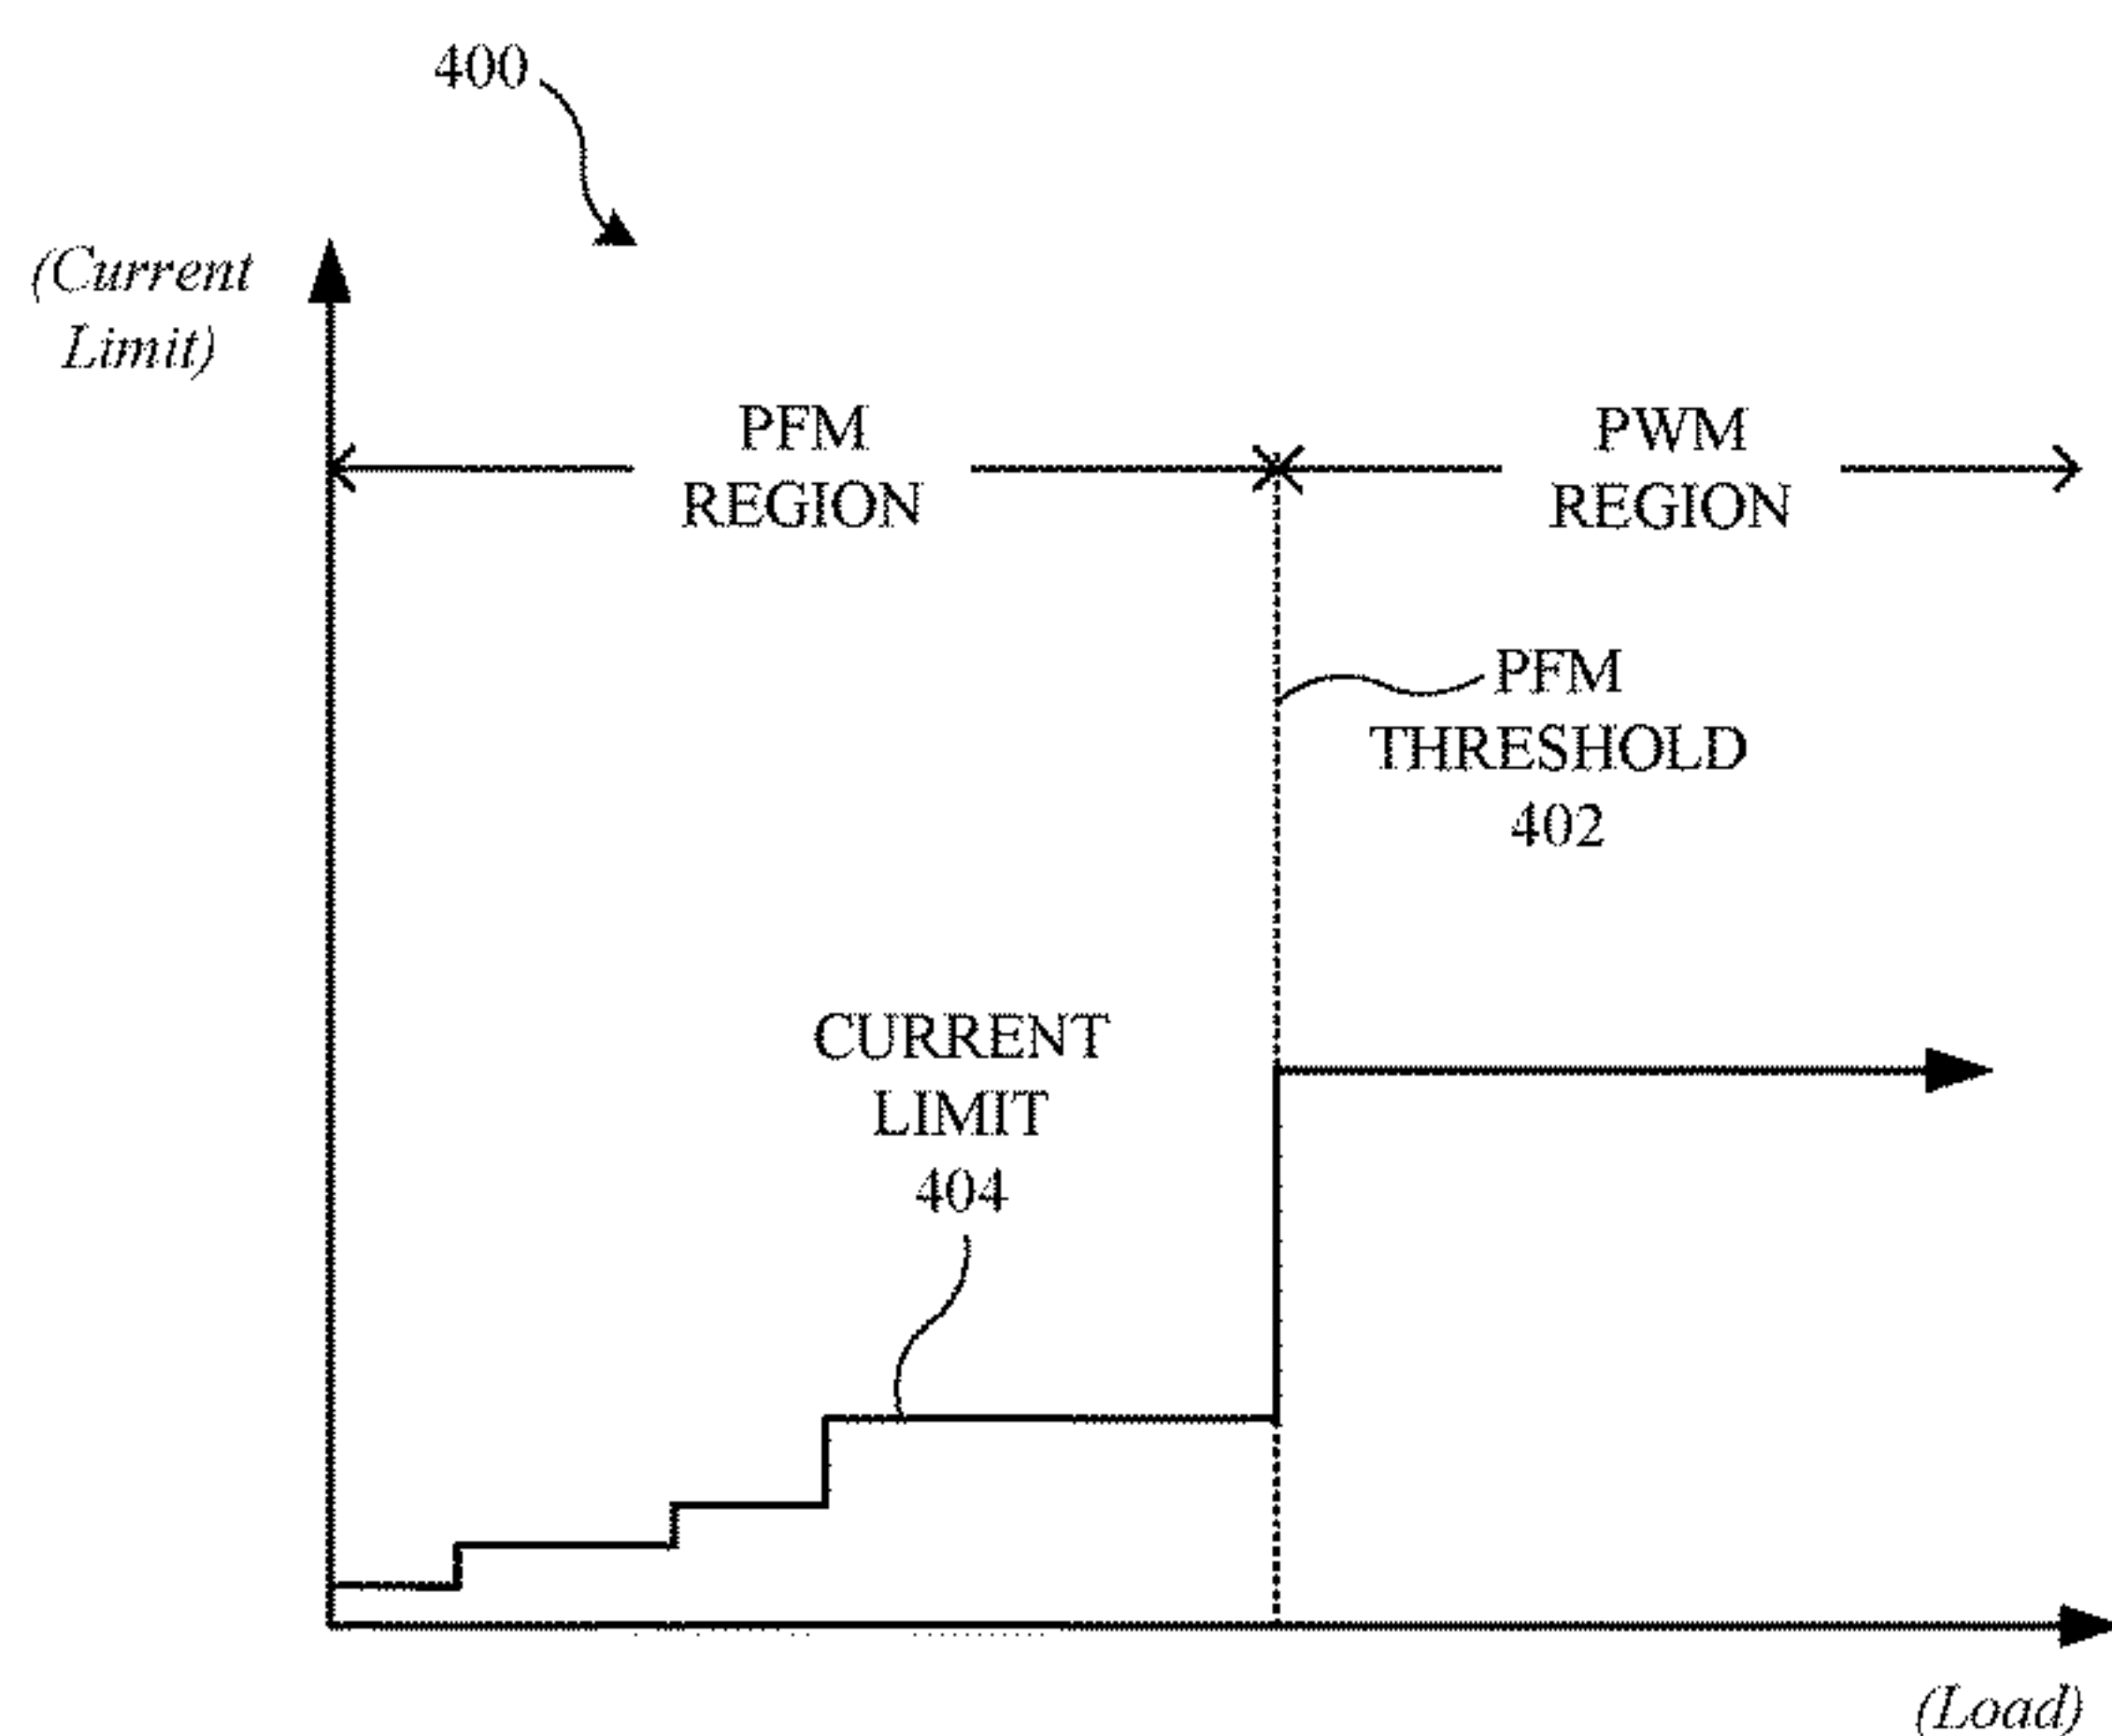 400
(Current
Limit)
PFM
REGION
PWM
REGION
PFM
THRESHOLD
402
CURRENT
LIMIT
404
(Load)